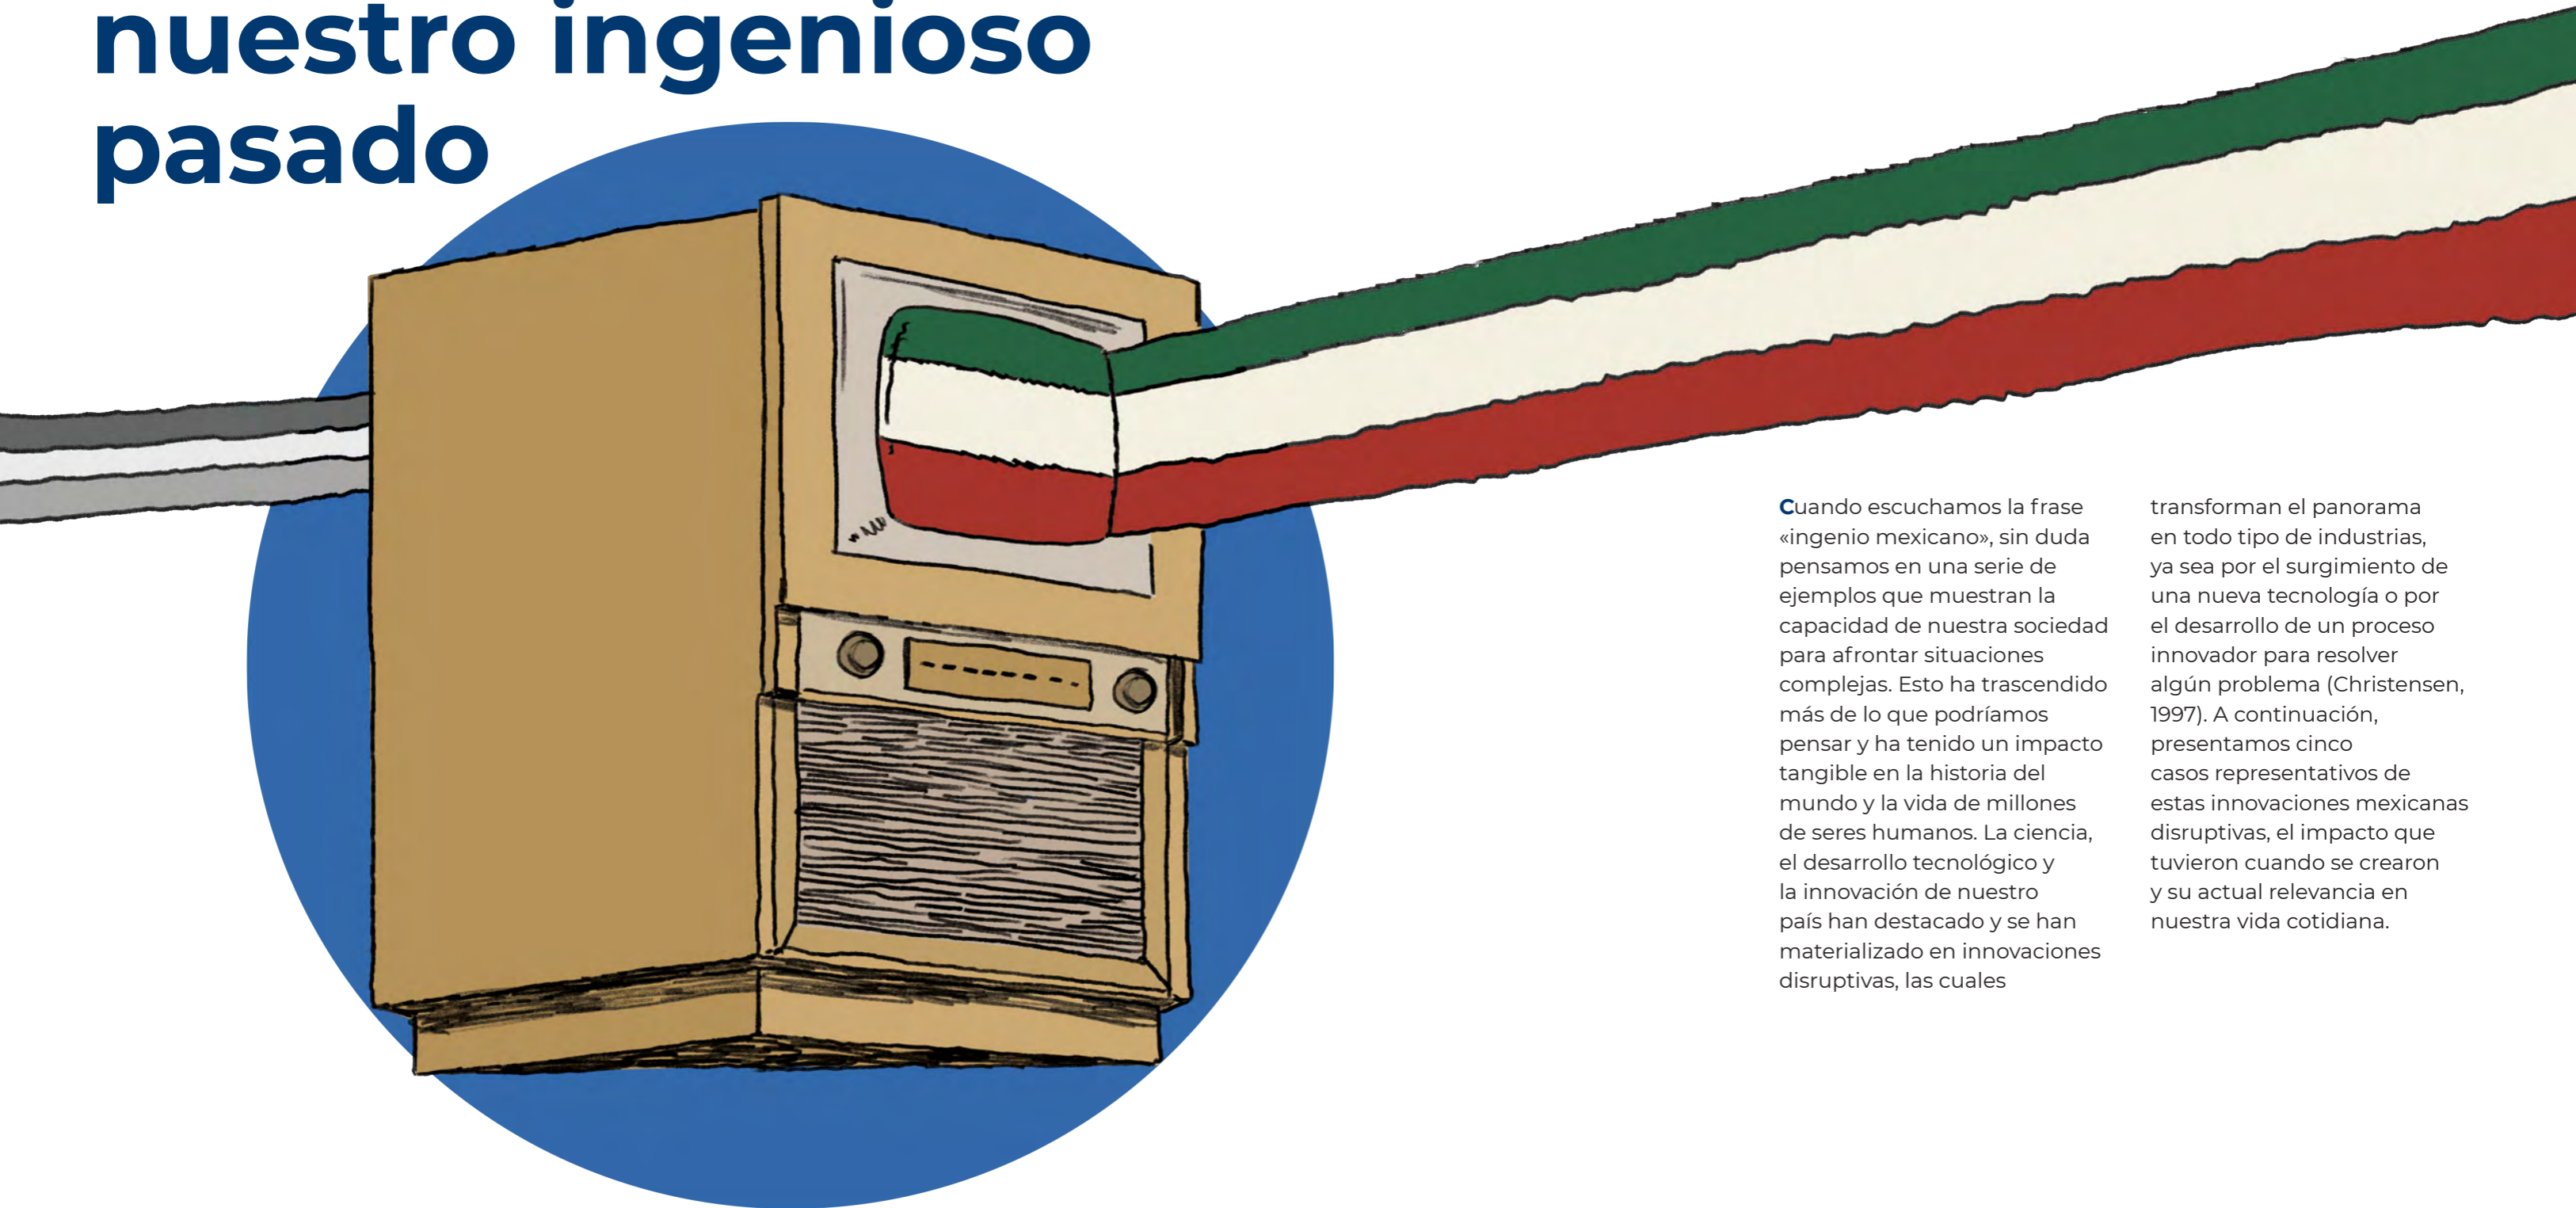 nuestro ingenioso
pasado
Cuando escuchamos la frase
«ingenio mexicano», sin duda
pensamos en una serie de
ejemplos que muestran la
capacidad de nuestra sociedad
para afrontar situaciones
complejas. Esto ha trascendido
más de lo que podríamos
pensar y ha tenido un impacto
tangible en la historia del
mundo y la vida de millones
de seres humanos. La ciencia,
el desarrollo tecnológico y
la innovación de nuestro
país han destacado y se han
materializado en innovaciones
disruptivas, las cuales
transforman el panorama
en todo tipo de industrias,
ya sea por el surgimiento de
una nueva tecnología o por
el desarrollo de un proceso
innovador para resolver
algún problema (Christensen,
1997). A continuación,
presentamos cinco
casos representativos de
estas innovaciones mexicanas
disruptivas, el impacto que
tuvieron cuando se crearon
y su actual relevancia en
nuestra vida cotidiana.